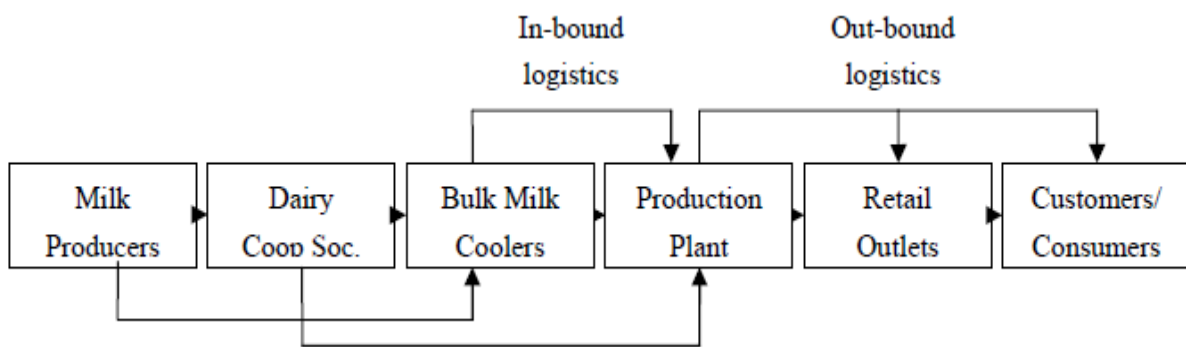 In-bound
logistics
Out-bound
logistics
Milk
Producers
Dairy
Coop Soc.
Bulk Milk
Coolers
Production
Plant
Retail
Outlets
Customers/
Consumers